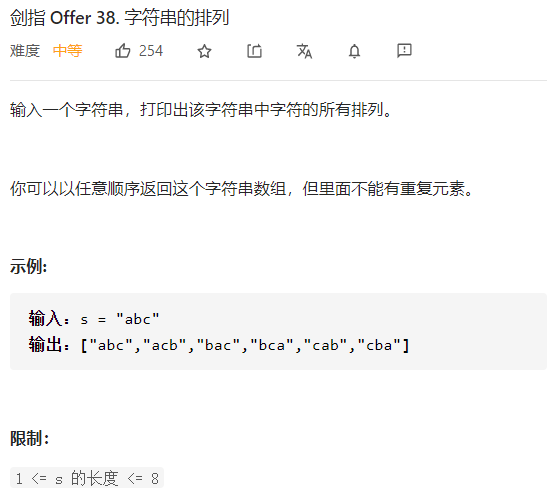 剑指 Offer 38. 字符串的排列
难度 中等 254
输入一个字符串，打印出该字符串中字符的所有排列。
你可以以任意顺序返回这个字符串数组，但里面不能有重复元素。
示例:
输入：s = "abc"
输出：["abc","acb","bac","bca","cab","cba"]
限制：
1 <= s 的长度 <= 8